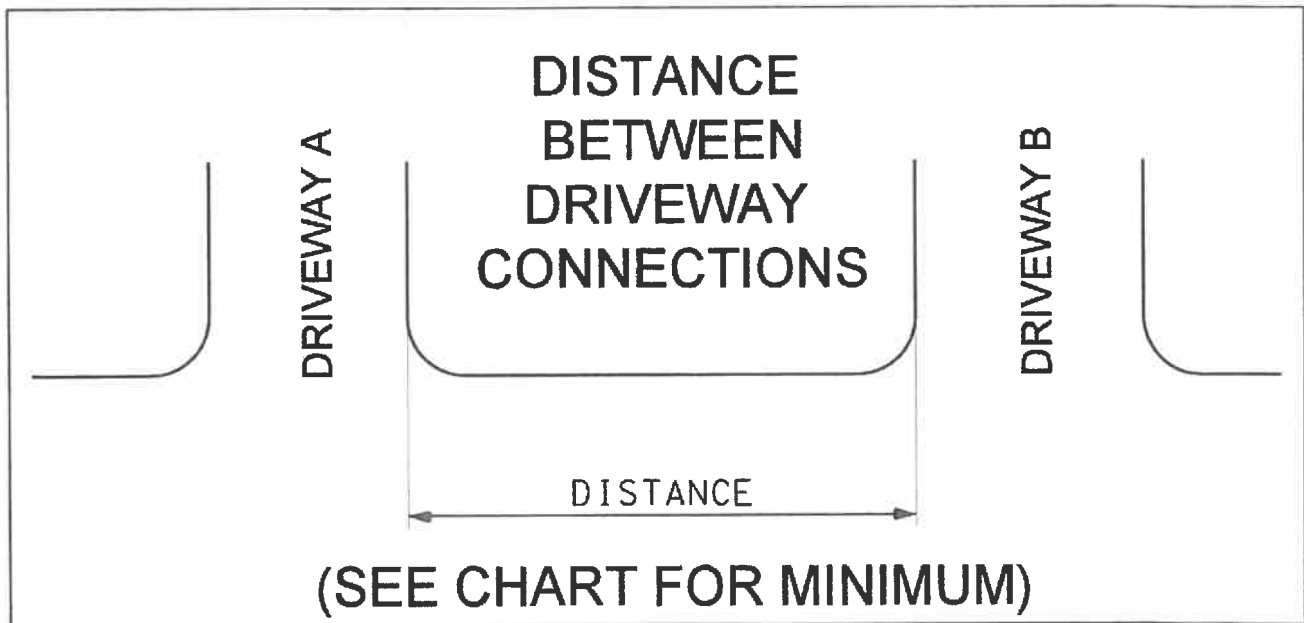 DISTANCE
BETWEEN
DRIVEWAY
CONNECTIONS
DRIVEWAY A
DRIVEWAY B
DISTANCE
(SEE CHART FOR MINIMUM)